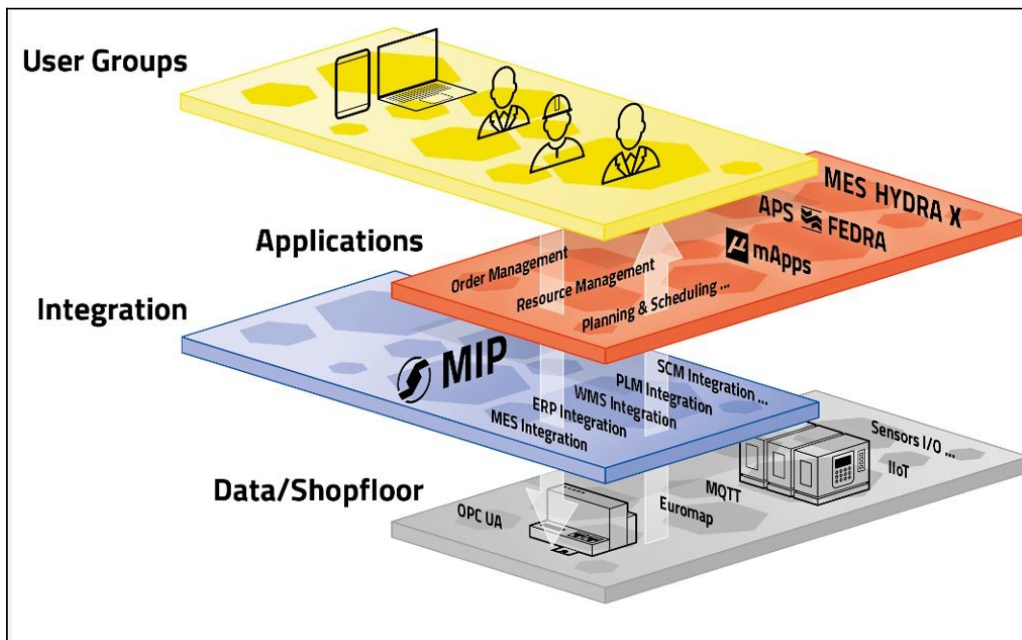 User Groups
MES HYDRA X
APS FEDRA
µ mApps
Applications
Order Management
Resource Management
Planning & Scheduling ...
Integration
MIP
SCM Integration ...
PLM Integration
WMS Integration
ERP Integration
MES Integration
Data/Shopfloor
Sensors I/O ...
IIoT
MQTT
Euromap
OPC UA